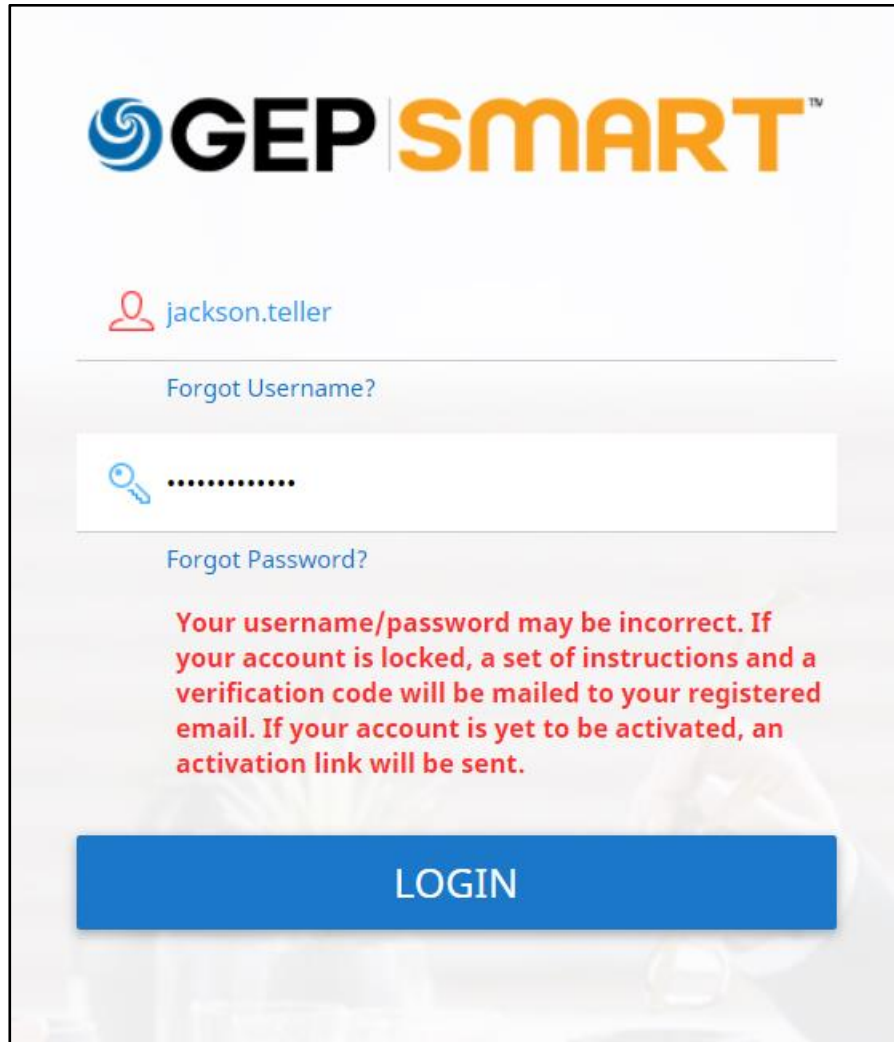 GEP SMART™
jackson.teller
Forgot Username?
•••••••••••••
Forgot Password?
Your username/password may be incorrect. If
your account is locked, a set of instructions and a
verification code will be mailed to your registered
email. If your account is yet to be activated, an
activation link will be sent.
LOGIN